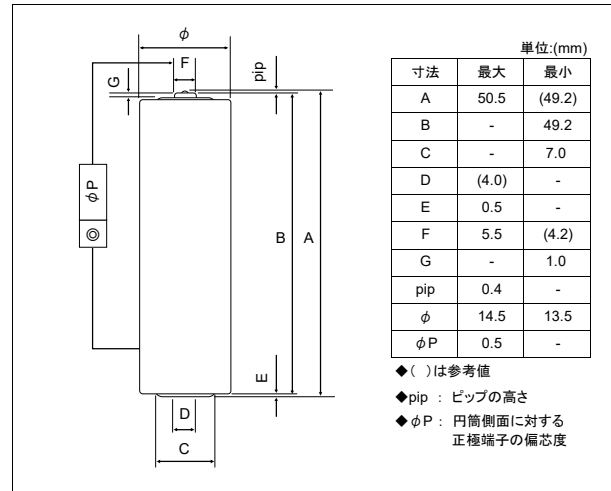 φ
F
G
pip
φP
◎
B
A
E
D
C
単位:(mm)
寸法 最大 最小
A 50.5 (49.2)
B - 49.2
C - 7.0
D (4.0) -
E 0.5 -
F 5.5 (4.2)
G - 1.0
pip 0.4 -
φ 14.5 13.5
φP 0.5 -
◆( )は参考値
◆pip : ピップの高さ
◆φP : 円筒側面に対する
正極端子の偏芯度